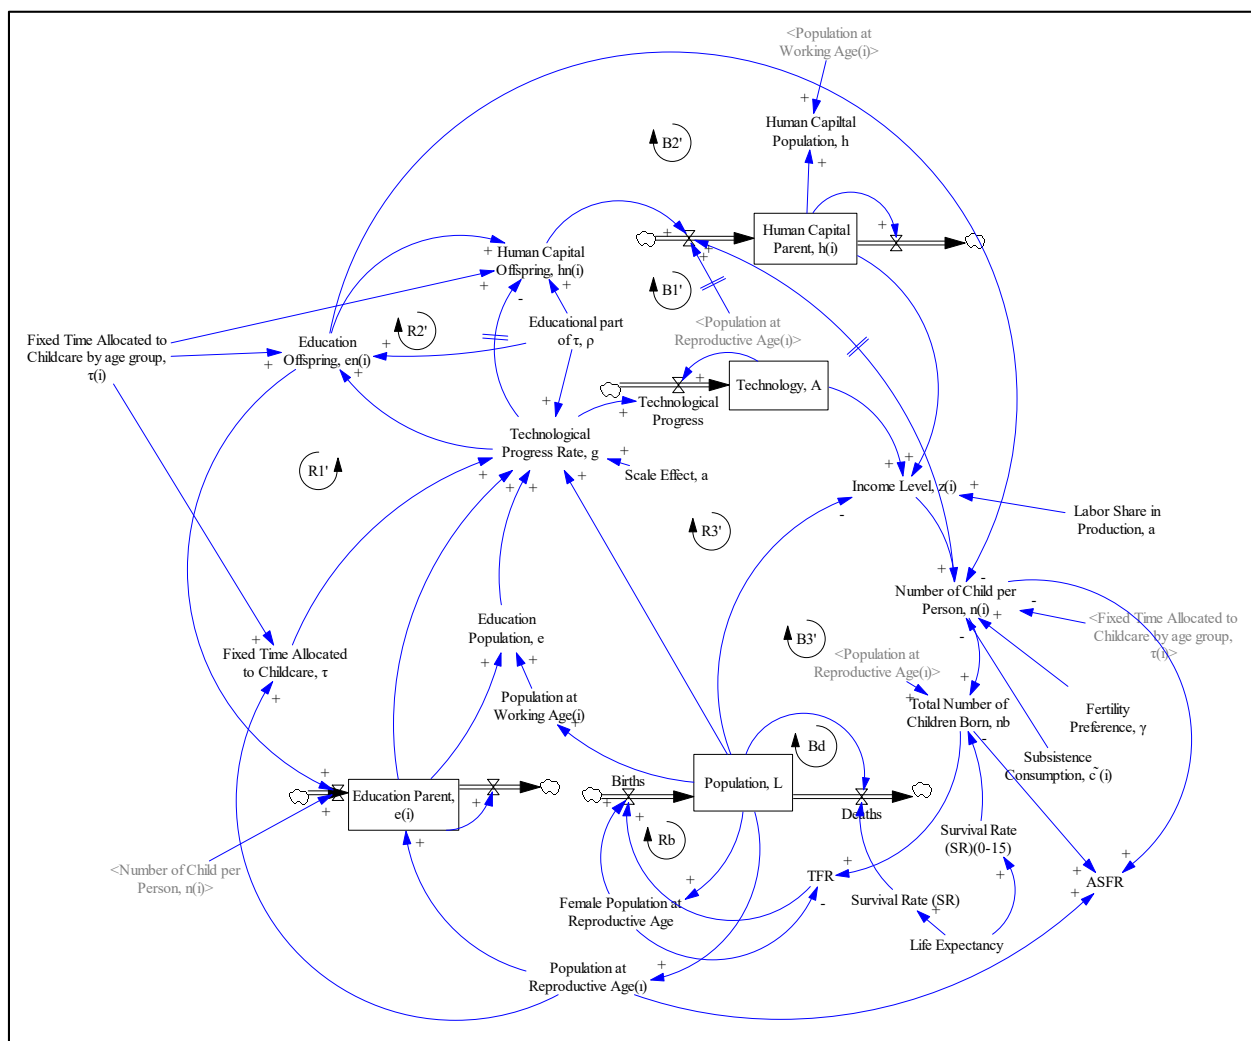 <Population at
Working Age(i)>
Human Capiltal
Population, h
B2'
Human Capital
Parent, h(i)
Human Capital
Offspring, hn(i)
B1'
<Population at
Reproductive Age(i)>
Educational part
of τ, ρ
R2'
Fixed Time Allocated to
Childcare by age group,
τ(i)
Education
Offspring, en(i)
Technology, A
Technological
Progress
Technological
Progress Rate, g
Scale Effect, a
R1'
Income Level, z(i)
Labor Share in
Production, a
R3'
Number of Child per
Person, n(i)
<Fixed Time Allocated to
Childcare by age group,
τ(i)>
Education
Population, e
B3'
Fixed Time Allocated
to Childcare, τ
<Population at
Reproductive Age(i)>
Population at
Working Age(i)
Total Number of
Children Born, nb
Fertility
Preference, γ
Subsistence
Consumption, c̃(i)
Bd
Births
Population, L
Deaths
Education Parent,
e(i)
Rb
Survival Rate
(SR)(0-15)
<Number of Child per
Person, n(i)>
TFR
ASFR
Female Population at
Reproductive Age
Survival Rate (SR)
Life Expectancy
Population at
Reproductive Age(i)